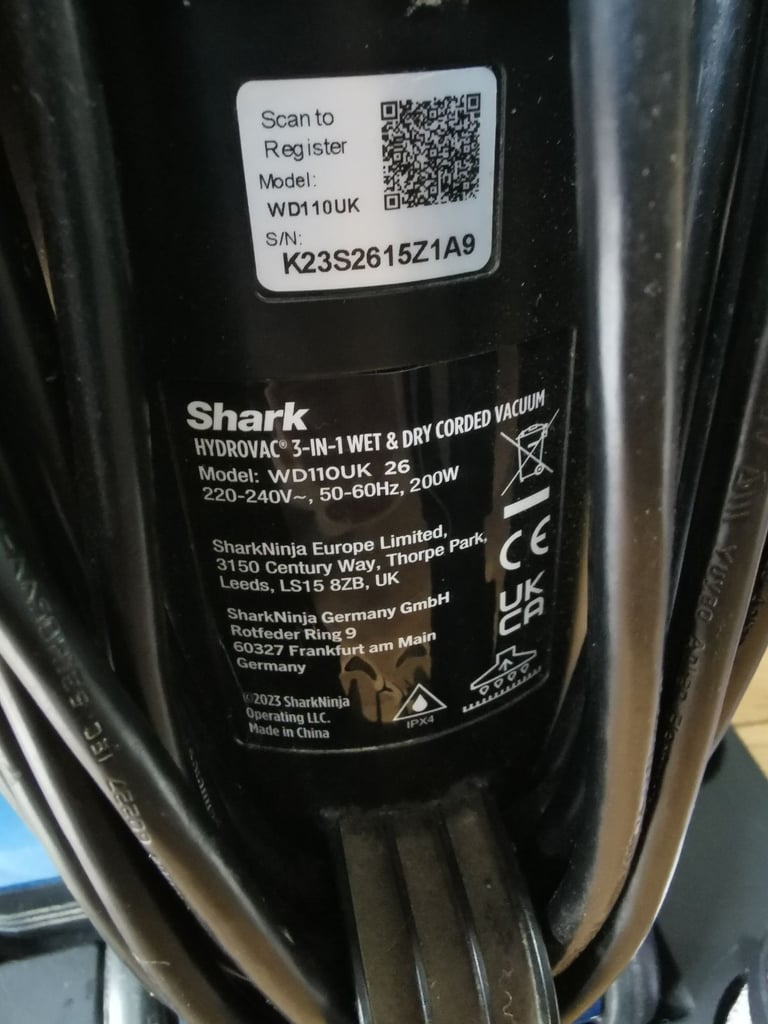 Scan to
Register
Model:
WD110UK
S/N:
K23S2615Z1A9
Shark
HYDROVAC® 3-IN-1 WET & DRY CORDED VACUUM
Model: WD110UK 26
220-240V~, 50-60Hz, 200W
SharkNinja Europe Limited,
3150 Century Way, Thorpe Park,
Leeds, LS15 8ZB, UK
SharkNinja Germany GmbH
Rotfeder Ring 9
60327 Frankfurt am Main
Germany
©2023 SharkNinja
Operating LLC.
Made in China
CE
UK
CA
IPX4